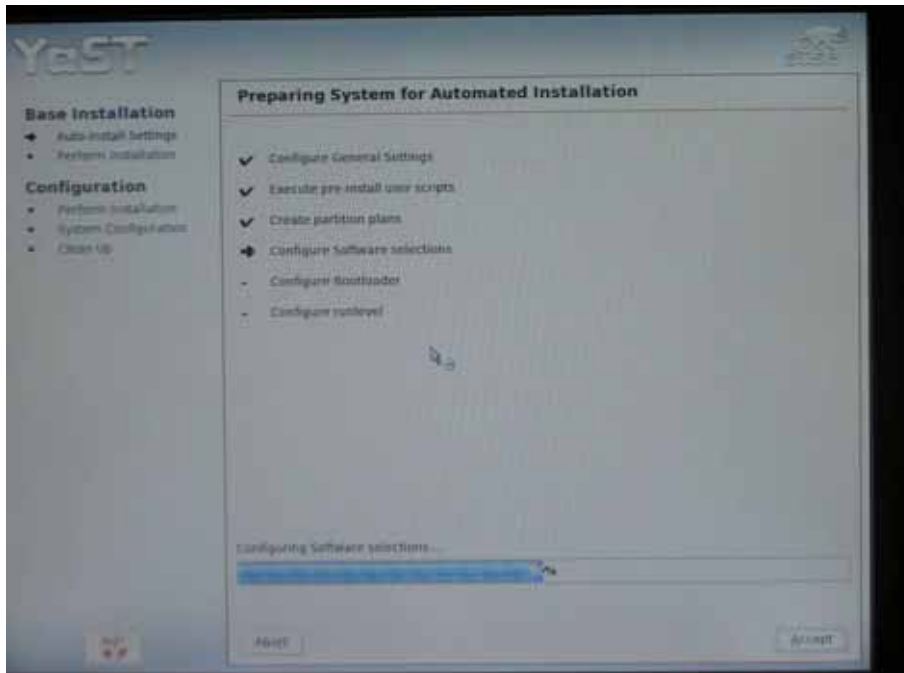 YaST
Base Installation
Auto-Install Settings
Perform Installation
Configuration
Perform Installation
System Configuration
Clean Up
Preparing System for Automated Installation
Configure General Settings
Execute pre-install user scripts
Create partition plans
Configure Software selections
Configure Bootloader
Configure runlevel
Configuring Software selections...
Abort
Accept